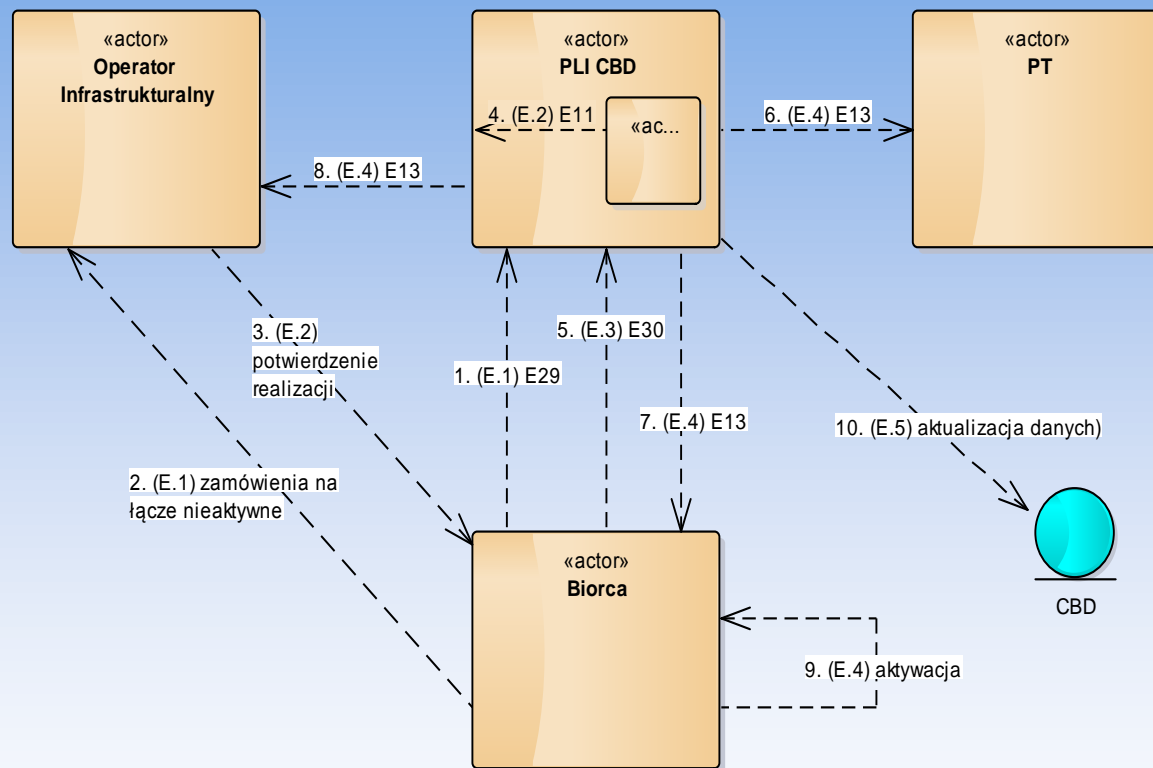 «actor»
Operator
Infrastrukturalny
«actor»
PLI CBD
«actor»
PT
4. (E.2) E11
«ac...
6. (E.4) E13
8. (E.4) E13
3. (E.2)
potwierdzenie
realizacji
1. (E.1) E29
5. (E.3) E30
7. (E.4) E13
10. (E.5) aktualizacja danych)
2. (E.1) zamówienia na
łącze nieaktywne
«actor»
Biorca
9. (E.4) aktywacja
CBD